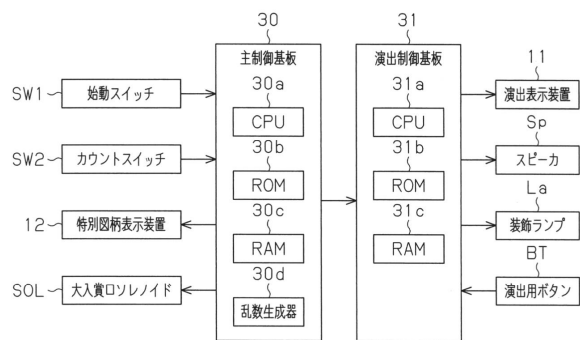 30
31
主制御基板
演出制御基板
11
SW1
始動スイッチ
30a
CPU
31a
CPU
演出表示装置
Sp
SW2
カウントスイッチ
30b
ROM
31b
ROM
スピーカ
La
12
特別図柄表示装置
30c
RAM
31c
RAM
装飾ランプ
BT
SOL
大入賞口ソレノイド
30d
乱数生成器
演出用ボタン